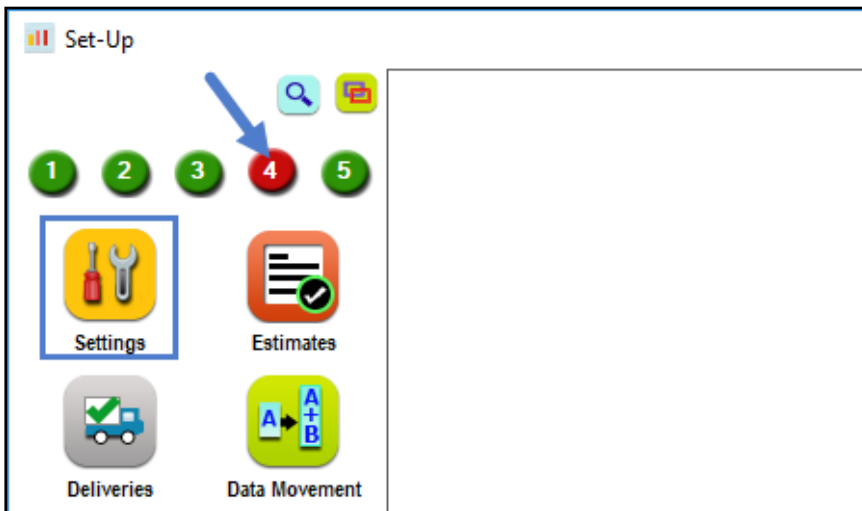 Set-Up
1 2 3 4 5
Settings Estimates
A A+B
Deliveries Data Movement